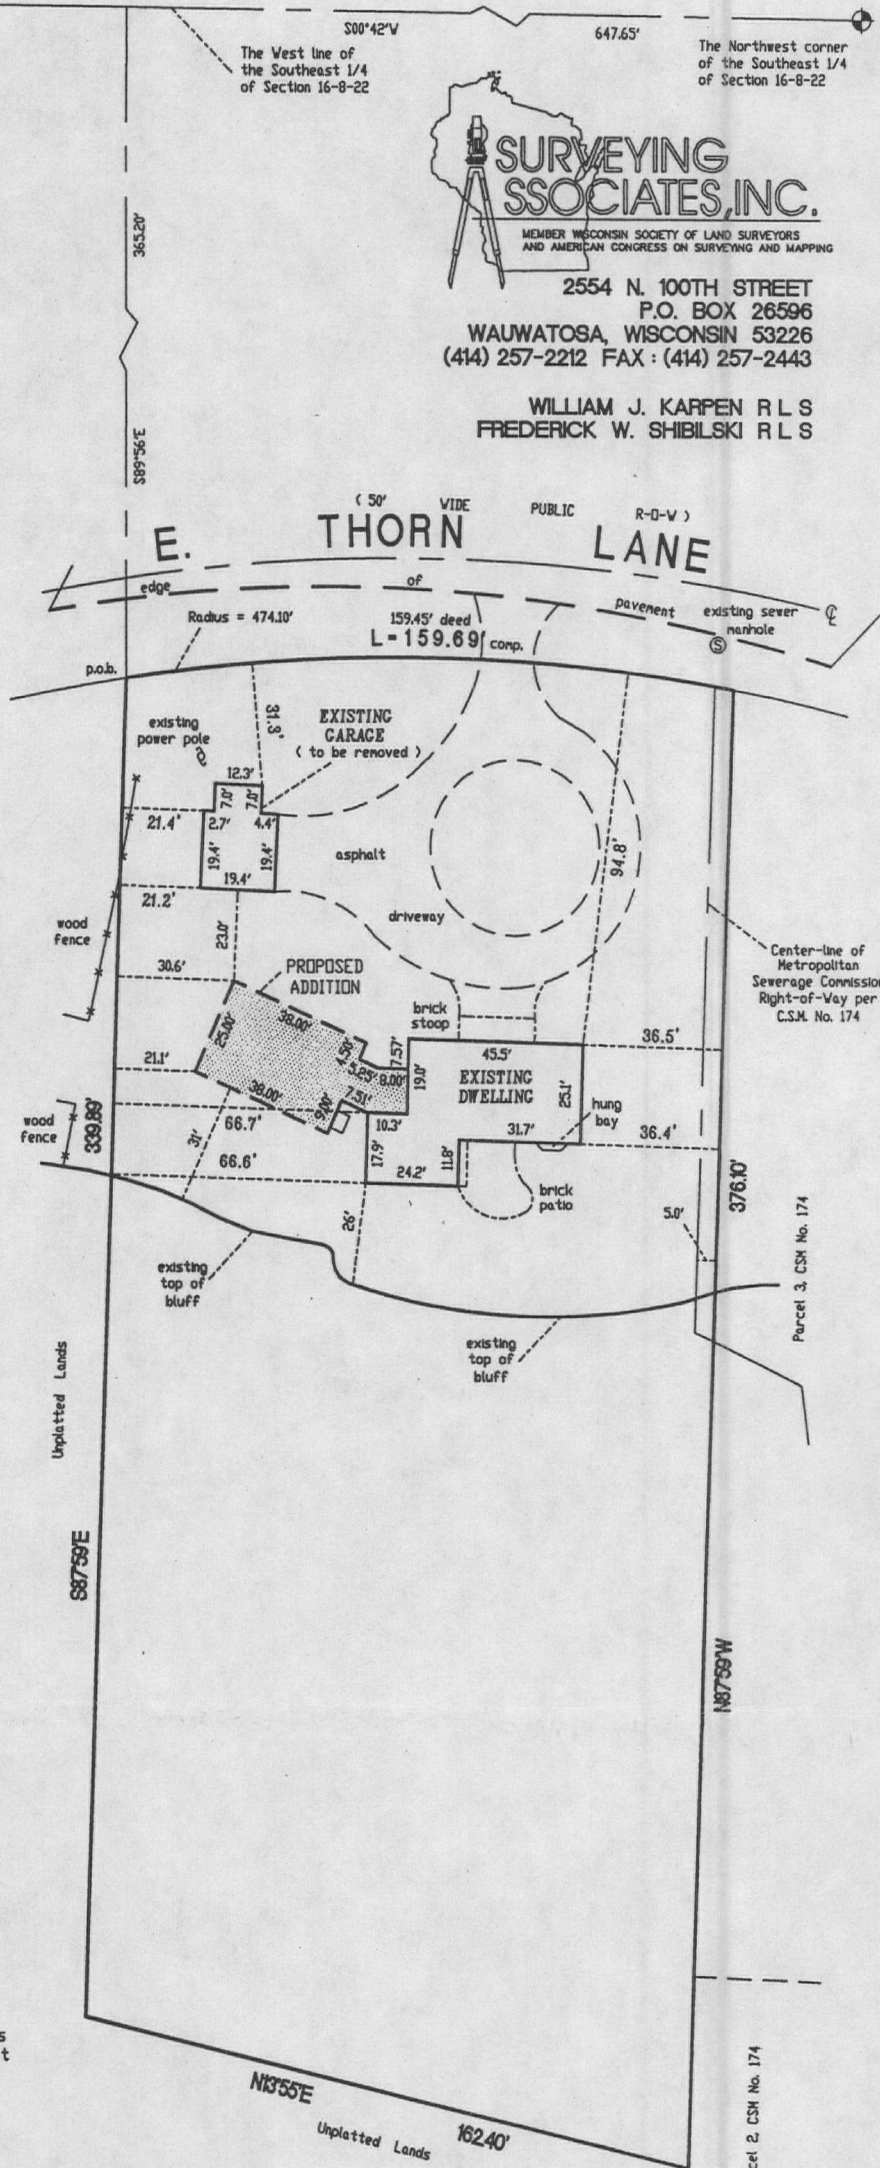 S00°42'W
647.65'
The West line of
the Southeast 1/4
of Section 16-8-22
The Northwest corner
of the Southeast 1/4
of Section 16-8-22
SURVEYING
SSOCIATES,INC.
MEMBER WISCONSIN SOCIETY OF LAND SURVEYORS
AND AMERICAN CONGRESS ON SURVEYING AND MAPPING
365.20'
2554 N. 100TH STREET
P.O. BOX 26596
WAUWATOSA, WISCONSIN 53226
(414) 257-2212 FAX : (414) 257-2443
WILLIAM J. KARPEN R L S
FREDERICK W. SHIBILSKI R L S
S89°56'E
( 50' WIDE PUBLIC R-O-W )
E. THORN LANE
edge of pavement
existing sewer
manhole
S
Radius = 474.10'
159.45' deed
L=159.69' comp.
p.o.b.
existing
power pole
31.3'
EXISTING
GARAGE
( to be removed )
12.3'
7.0'
7.0'
21.4'
2.7'
4.4'
19.4'
19.4'
19.4'
asphalt
94.8'
21.2'
driveway
wood
fence
23.0'
30.6'
PROPOSED
ADDITION
Center-line of
Metropolitan
Sewerage Commission
Right-of-Way per
C.S.M. No. 174
brick
stoop
38.00'
25.00'
4.50'
7.57'
5.25'
8.00'
45.5'
36.5'
21.1'
19.0'
EXISTING
DWELLING
25.1'
38.00'
9.00'
7.51'
hung
bay
wood
fence
339.89'
66.7'
10.3'
31.7'
36.4'
31'
17.9'
11.8'
66.6'
24.2'
376.10'
brick
patio
26'
5.0'
existing
top of
bluff
Parcel 3, CSM No. 174
existing
top of
bluff
Unplatted Lands
S87°59'E
N87°59'W
s
t
N13°55'E
Unplatted Lands
162.40'
cel 2, CSM No. 174